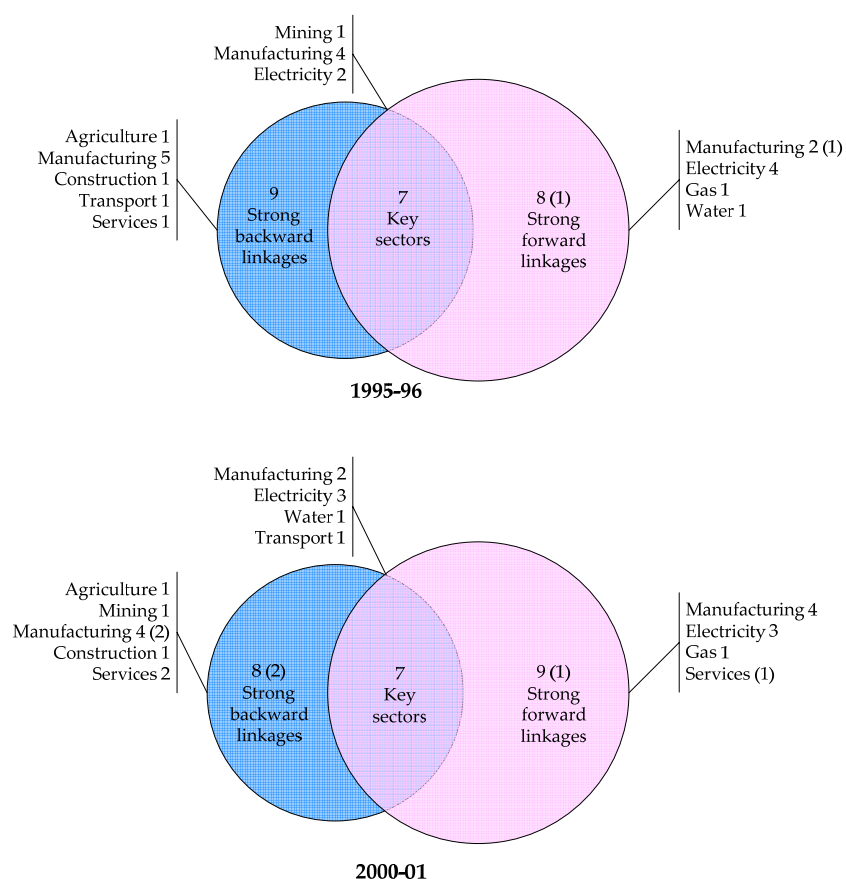 Mining 1
Manufacturing 4
Electricity 2
Agriculture 1
Manufacturing 5
Construction 1
Transport 1
Services 1
9
Strong
backward
linkages
7
Key
sectors
8 (1)
Strong
forward
linkages
Manufacturing 2 (1)
Electricity 4
Gas 1
Water 1
1995-96
Manufacturing 2
Electricity 3
Water 1
Transport 1
Agriculture 1
Mining 1
Manufacturing 4 (2)
Construction 1
Services 2
8 (2)
Strong
backward
linkages
7
Key
sectors
9 (1)
Strong
forward
linkages
Manufacturing 4
Electricity 3
Gas 1
Services (1)
2000-01